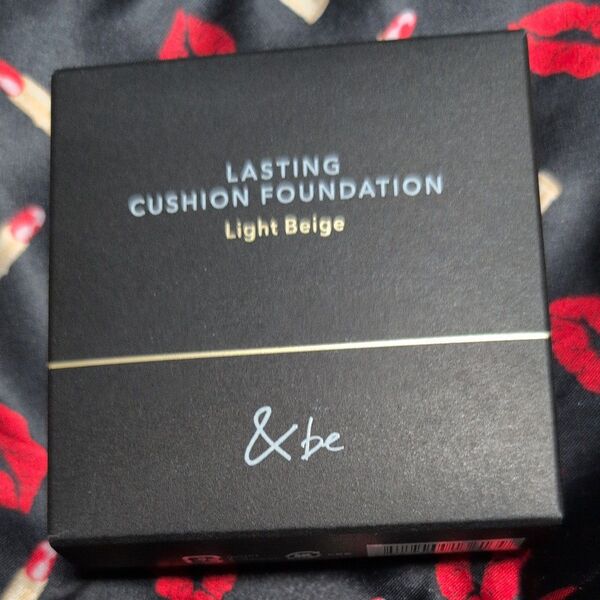 LASTING
CUSHION FOUNDATION
Light Beige
&be